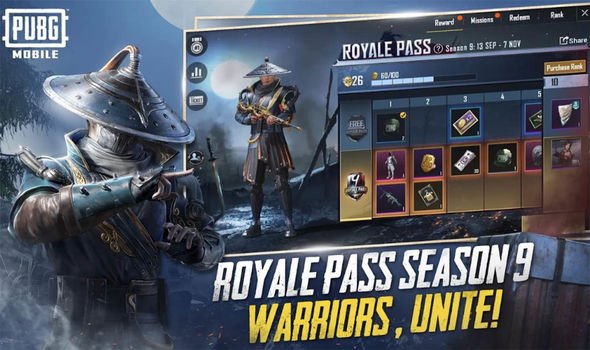 PUBG
MOBILE
Reward Missions Redeem Rank
ROYALE PASS ? Season 9: 13 SEP - 7 NOV Share
26 60/100 Purchase Rank
10
1 2 3 4 5
FREE
ROYALE PASS SEASON 9
WARRIORS , UNITE!